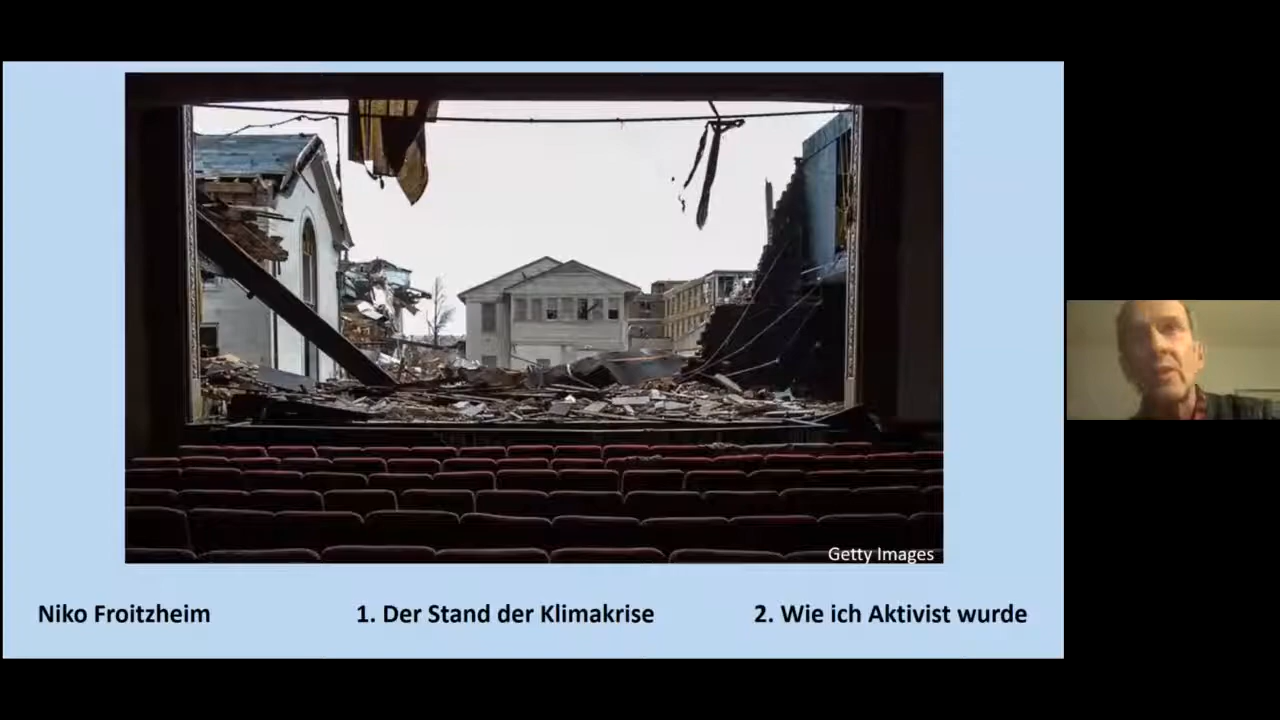 Getty Images
Niko Froitzheim 1. Der Stand der Klimakrise 2. Wie ich Aktivist wurde